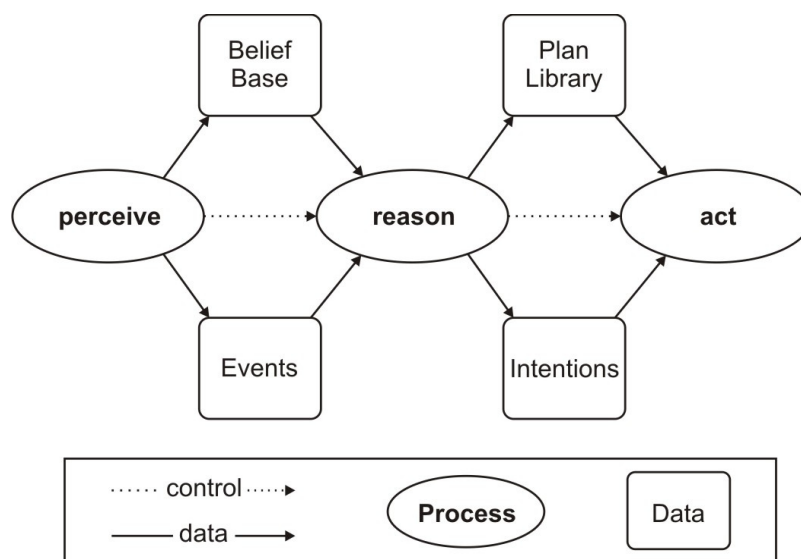 Belief
Base
Plan
Library
perceive
reason
act
Events
Intentions
control
data
Process
Data